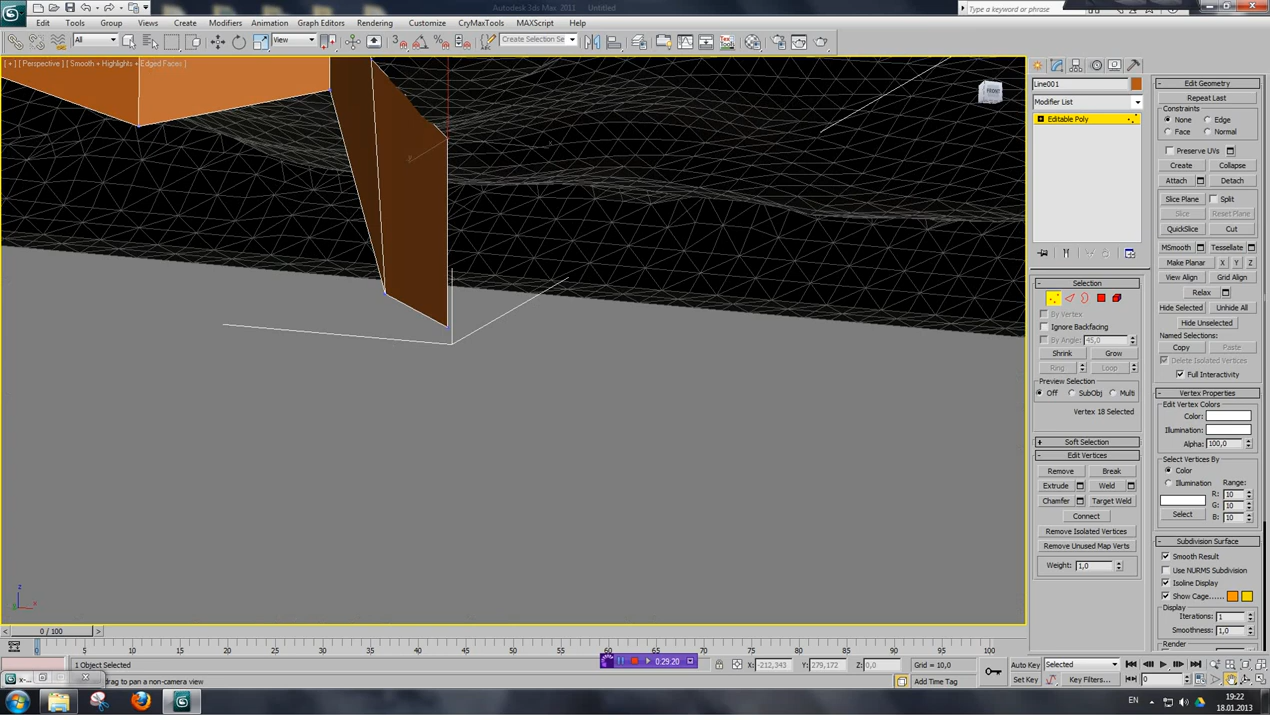 Autodesk 3ds Max 2011 Untitled
Type a keyword or phrase
Edit Tools Group Views Create Modifiers Animation Graph Editors Rendering Customize CryMaxTools MAXScript Help
All View Create Selection Se
[ + ] [ Perspective ] [ Smooth + Highlights + Edged Faces ]
FRONT
Line001
Modifier List
Editable Poly
Selection
By Vertex
Ignore Backfacing
By Angle: 45,0
Shrink Grow
Ring Loop
Preview Selection
Off SubObj Multi
Vertex 18 Selected
Soft Selection
Edit Vertices
Remove Break
Extrude Weld
Chamfer Target Weld
Connect
Remove Isolated Vertices
Remove Unused Map Verts
Weight: 1,0
Edit Geometry
Repeat Last
Constraints
None Edge
Face Normal
Preserve UVs
Create Collapse
Attach Detach
Slice Plane Split
Slice Reset Plane
QuickSlice Cut
MSmooth Tessellate
Make Planar X Y Z
View Align Grid Align
Relax
Hide Selected Unhide All
Hide Unselected
Named Selections:
Copy Paste
Delete Isolated Vertices
Full Interactivity
Vertex Properties
Edit Vertex Colors
Color:
Illumination:
Alpha: 100,0
Select Vertices By
Color
Illumination Range:
R: 10
G: 10
B: 10
Select
Subdivision Surface
Smooth Result
Use NURMS Subdivision
Isoline Display
Show Cage......
Display
Iterations: 1
Smoothness: 1,0
Render
z
x
0 / 100
0 5 10 15 20 25 30 35 40 45 50 55 60 65 70 75 80 85 90 95 100
1 Object Selected 0:29:20 X: -212,343 Y: 279,172 Z: 0,0 Grid = 10,0 Auto Key Selected
drag to pan a non-camera view Add Time Tag Set Key Key Filters... 0
EN 19:22
18.01.2013